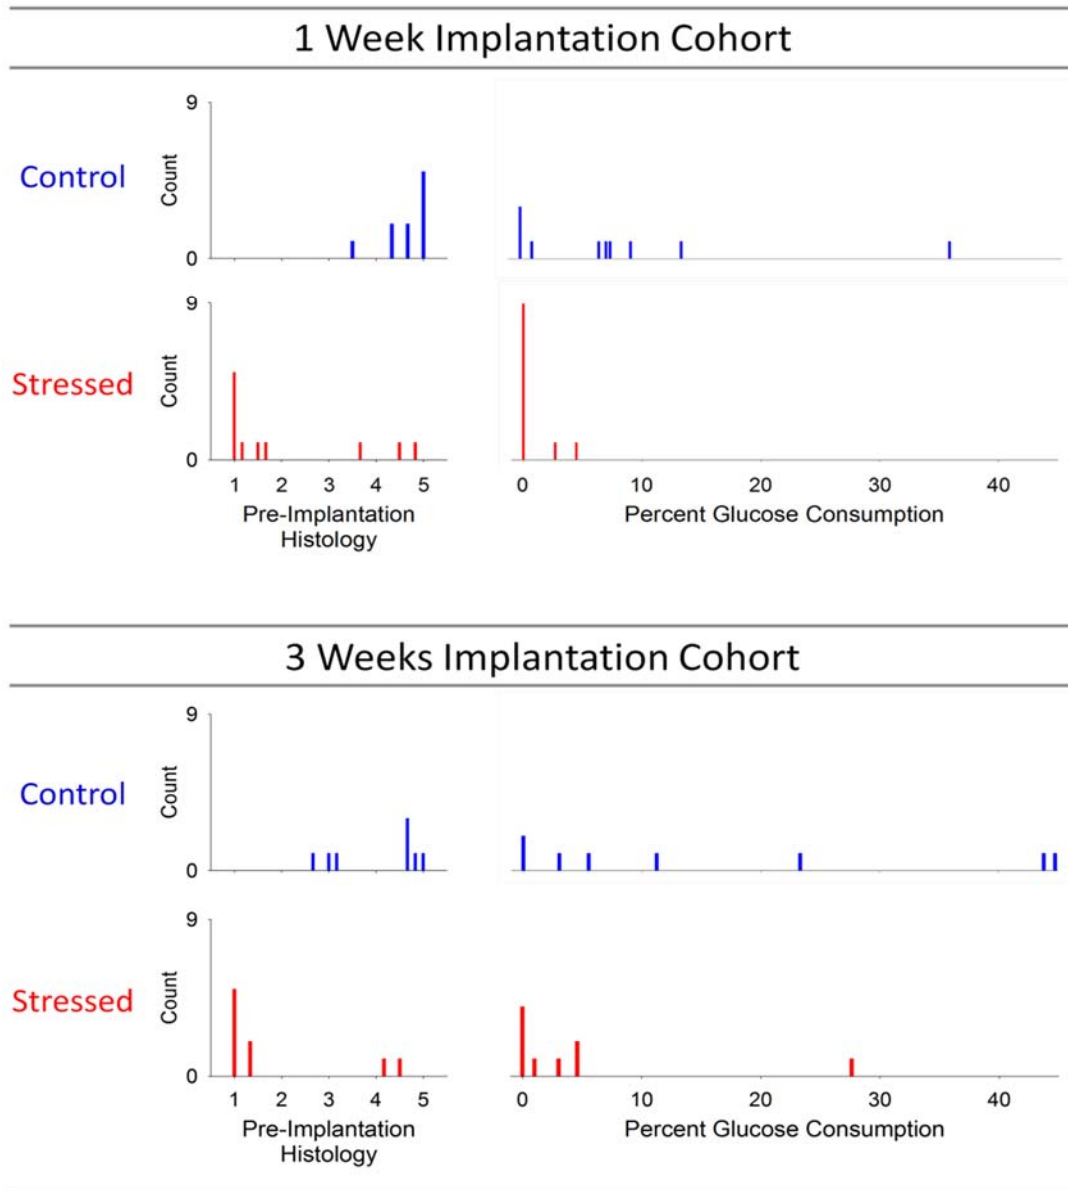 1 Week Implantation Cohort
Control
Count
9
0
Stressed
Count
9
0
1 2 3 4 5
Pre-Implantation
Histology
0 10 20 30 40
Percent Glucose Consumption
3 Weeks Implantation Cohort
Control
Count
9
0
Stressed
Count
9
0
1 2 3 4 5
Pre-Implantation
Histology
0 10 20 30 40
Percent Glucose Consumption